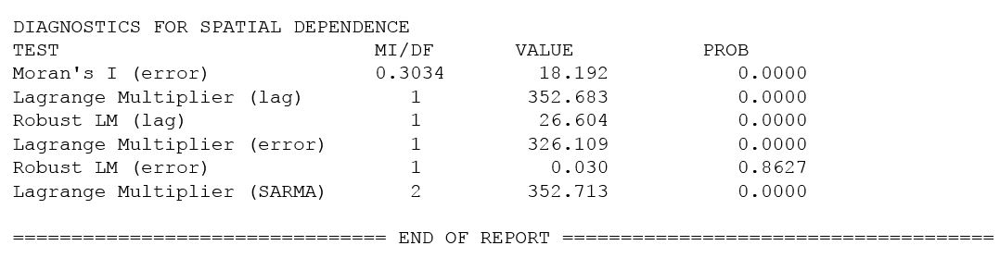 DIAGNOSTICS FOR SPATIAL DEPENDENCE
TEST MI/DF VALUE PROB
Moran's I (error) 0.3034 18.192 0.0000
Lagrange Multiplier (lag) 1 352.683 0.0000
Robust LM (lag) 1 26.604 0.0000
Lagrange Multiplier (error) 1 326.109 0.0000
Robust LM (error) 1 0.030 0.8627
Lagrange Multiplier (SARMA) 2 352.713 0.0000
================================ END OF REPORT =====================================